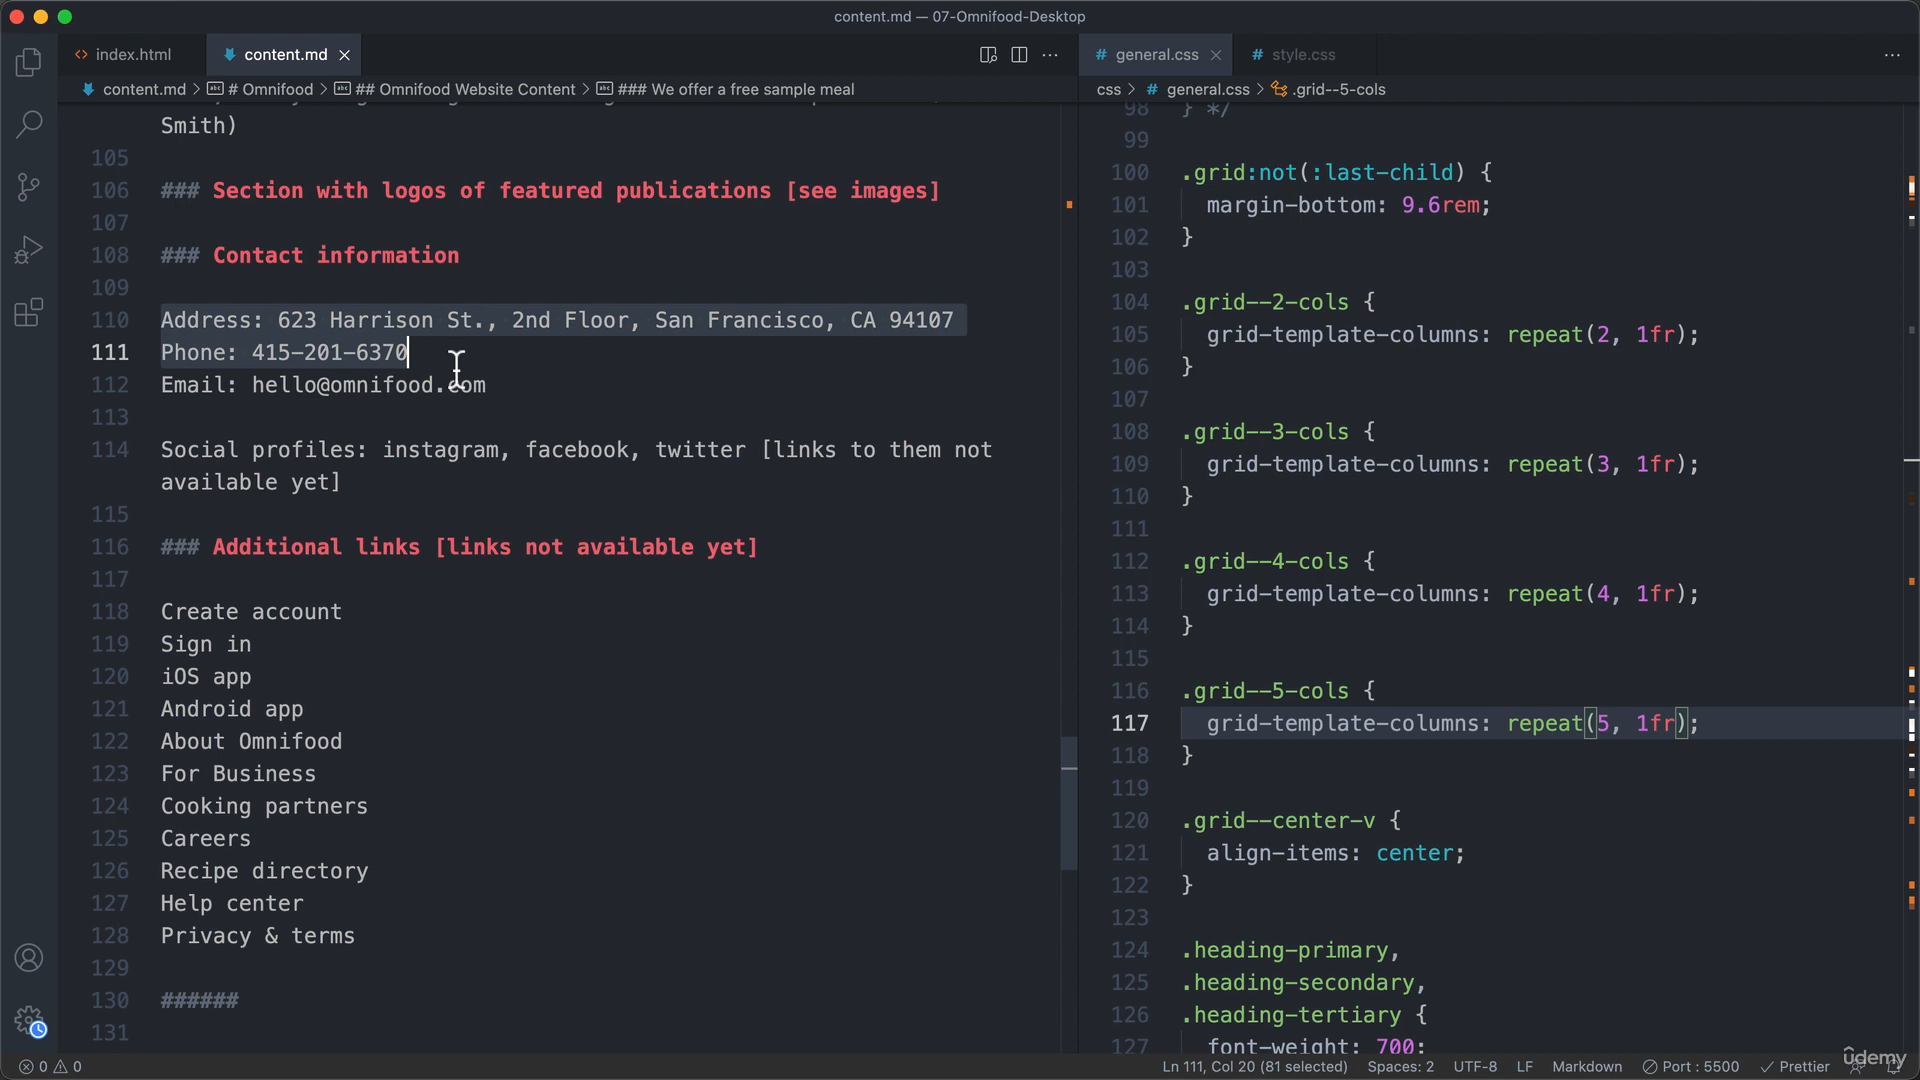 content.md — 07-Omnifood-Desktop
index.html
content.md
general.css
style.css
content.md > # Omnifood > ## Omnifood Website Content > ### We offer a free sample meal
css > general.css > .grid--5-cols
Smith)
105
106 ### Section with logos of featured publications [see images]
107
108 ### Contact information
109
110 Address: 623 Harrison St., 2nd Floor, San Francisco, CA 94107
111 Phone: 415-201-6370
112 Email: hello@omnifood.com
113
114 Social profiles: instagram, facebook, twitter [links to them not
available yet]
115
116 ### Additional links [links not available yet]
117
118 Create account
119 Sign in
120 iOS app
121 Android app
122 About Omnifood
123 For Business
124 Cooking partners
125 Careers
126 Recipe directory
127 Help center
128 Privacy & terms
129
130 ######
131
98 } */
99
100 .grid:not(:last-child) {
101 margin-bottom: 9.6rem;
102 }
103
104 .grid--2-cols {
105 grid-template-columns: repeat(2, 1fr);
106 }
107
108 .grid--3-cols {
109 grid-template-columns: repeat(3, 1fr);
110 }
111
112 .grid--4-cols {
113 grid-template-columns: repeat(4, 1fr);
114 }
115
116 .grid--5-cols {
117 grid-template-columns: repeat(5, 1fr);
118 }
119
120 .grid--center-v {
121 align-items: center;
122 }
123
124 .heading-primary,
125 .heading-secondary,
126 .heading-tertiary {
127 font-weight: 700;
0 0 Ln 111, Col 20 (81 selected) Spaces: 2 UTF-8 LF Markdown Port : 5500 Prettier
udemy